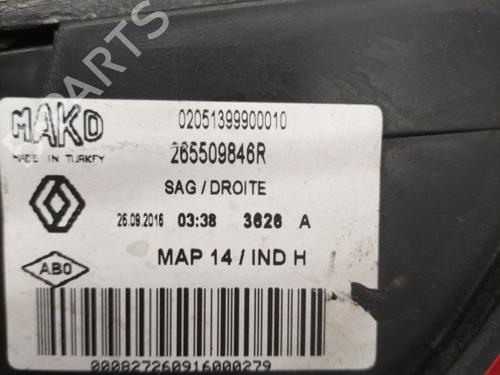 B-PARTS
MAKO
MADE IN TURKEY
02051399900010
265509846R
SAG / DROITE
26.09.2016 03:38 3626 A
MAP 14 / IND H
ABO
000827260916000279